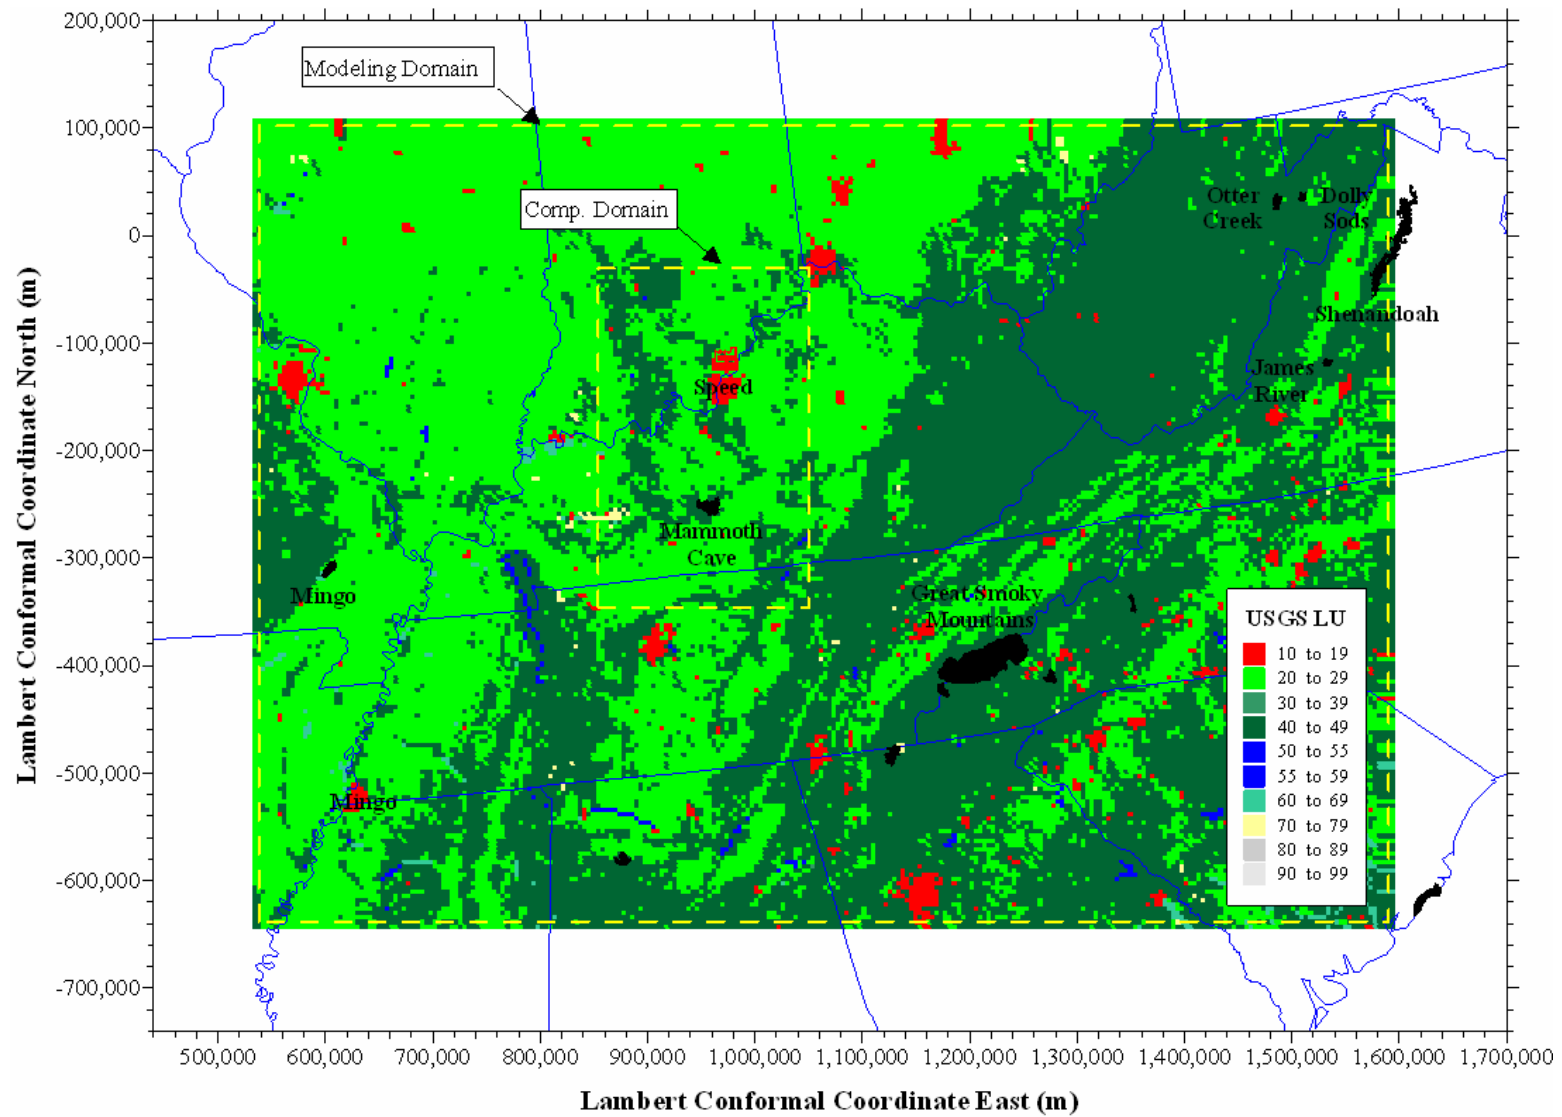 200,000
100,000
0
-100,000
-200,000
-300,000
-400,000
-500,000
-600,000
-700,000
Lambert Conformal Coordinate North (m)
Modeling Domain
Comp. Domain
Otter
Creek
Dolly
Sods
Shenandoah
James
River
Speed
Mammoth
Cave
Mingo
Great Smoky
Mountains
Mingo
USGS LU
10 to 19
20 to 29
30 to 39
40 to 49
50 to 55
55 to 59
60 to 69
70 to 79
80 to 89
90 to 99
500,000
600,000
700,000
800,000
900,000
1,000,000
1,100,000
1,200,000
1,300,000
1,400,000
1,500,000
1,600,000
1,700,000
Lambert Conformal Coordinate East (m)